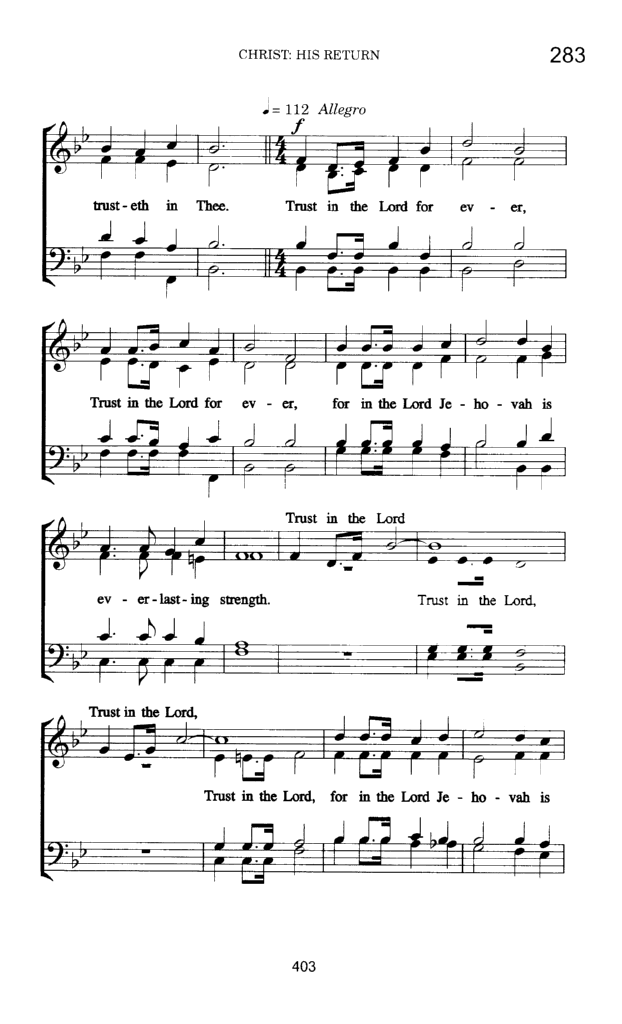 CHRIST: HIS RETURN 283
♩= 112 Allegro
f
trust-eth in Thee. Trust in the Lord for ev - er,
Trust in the Lord for ev - er, for in the Lord Je - ho - vah is
Trust in the Lord
ev - er-last-ing strength. Trust in the Lord,
Trust in the Lord,
Trust in the Lord, for in the Lord Je - ho - vah is
403